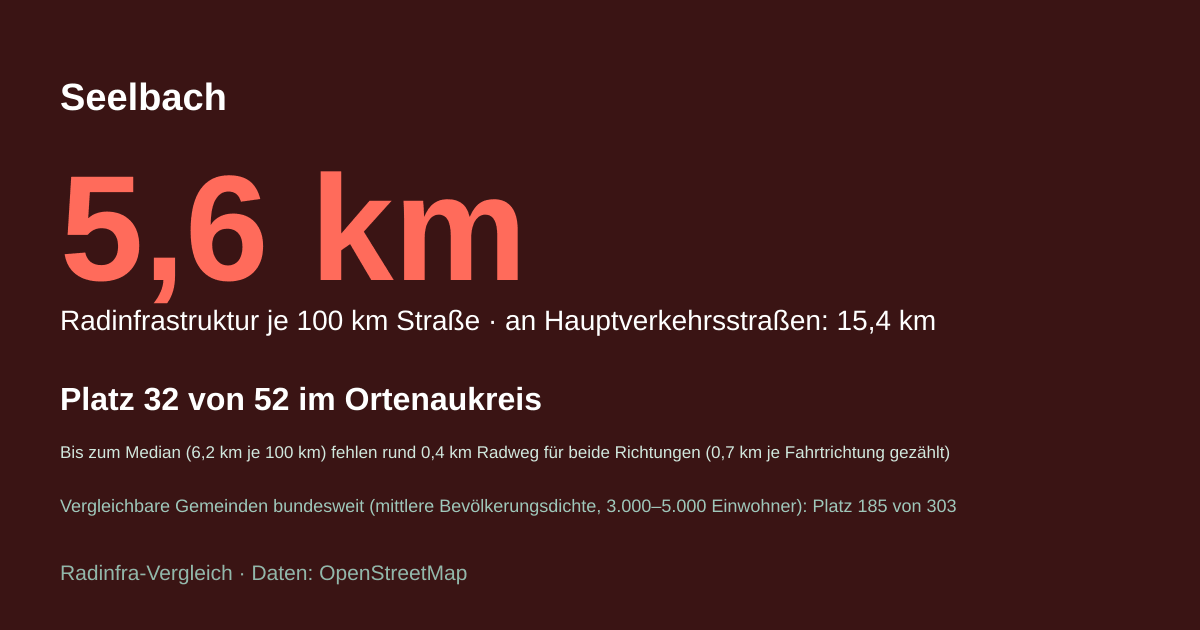 Seelbach
5,6 km
Radinfrastruktur je 100 km Straße · an Hauptverkehrsstraßen: 15,4 km
Platz 32 von 52 im Ortenaukreis
Bis zum Median (6,2 km je 100 km) fehlen rund 0,4 km Radweg für beide Richtungen (0,7 km je Fahrtrichtung gezählt)
Vergleichbare Gemeinden bundesweit (mittlere Bevölkerungsdichte, 3.000–5.000 Einwohner): Platz 185 von 303
Radinfra-Vergleich · Daten: OpenStreetMap